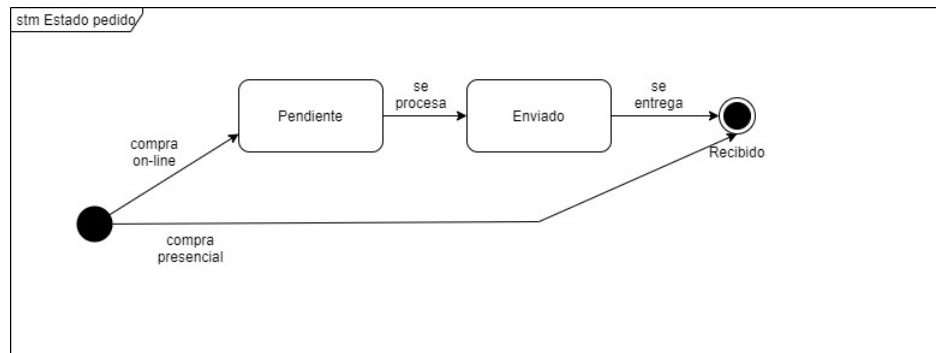 stm Estado pedido
se
procesa
se
entrega
Pendiente
Enviado
compra
on-line
Recibido
compra
presencial